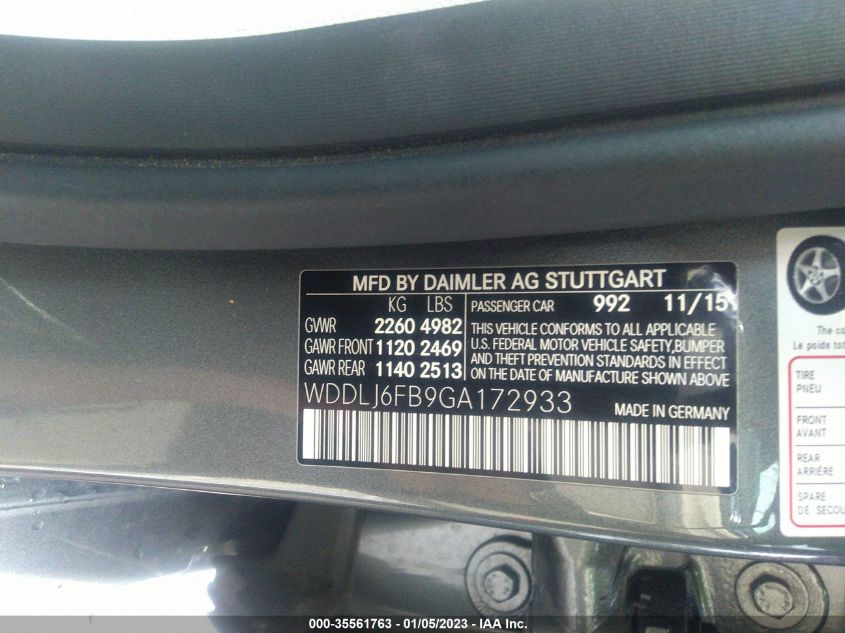 MFD BY DAIMLER AG STUTTGART
KG LBS
GVWR 2260 4982
GAWR FRONT 1120 2469
GAWR REAR 1140 2513
PASSENGER CAR 992 11/15
THIS VEHICLE CONFORMS TO ALL APPLICABLE
U.S. FEDERAL MOTOR VEHICLE SAFETY,BUMPER
AND THEFT PREVENTION STANDARDS IN EFFECT
ON THE DATE OF MANUFACTURE SHOWN ABOVE
WDDLJ6FB9GA172933
MADE IN GERMANY
The
Le poids
TIRE
PNEU
FRONT
AVANT
REAR
ARRIÈRE
SPARE
DE
000-35561763 - 01/05/2023 - IAA Inc.